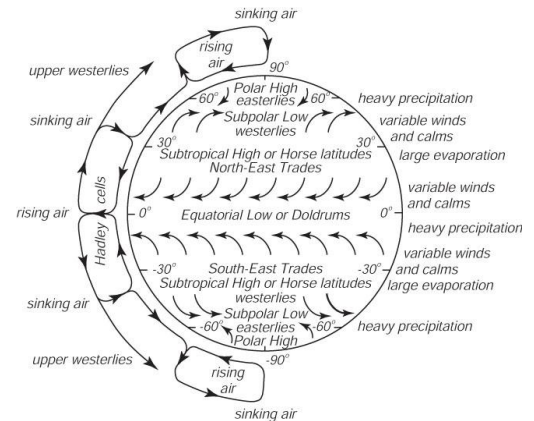 sinking air
rising
air
90°
upper westerlies
Polar High
easterlies
60° 60°
heavy precipitation
Subpolar Low
westerlies
variable winds
and calms
sinking air
30° 30°
Subtropical High or Horse latitudes
large evaporation
North-East Trades
variable winds
and calms
Hadley cells
rising air
0° Equatorial Low or Doldrums 0°
heavy precipitation
variable winds
and calms
South-East Trades
-30° -30°
Subtropical High or Horse latitudes
large evaporation
westerlies
sinking air
Subpolar Low
easterlies
-60° -60°
heavy precipitation
Polar High
-90°
upper westerlies
rising
air
sinking air